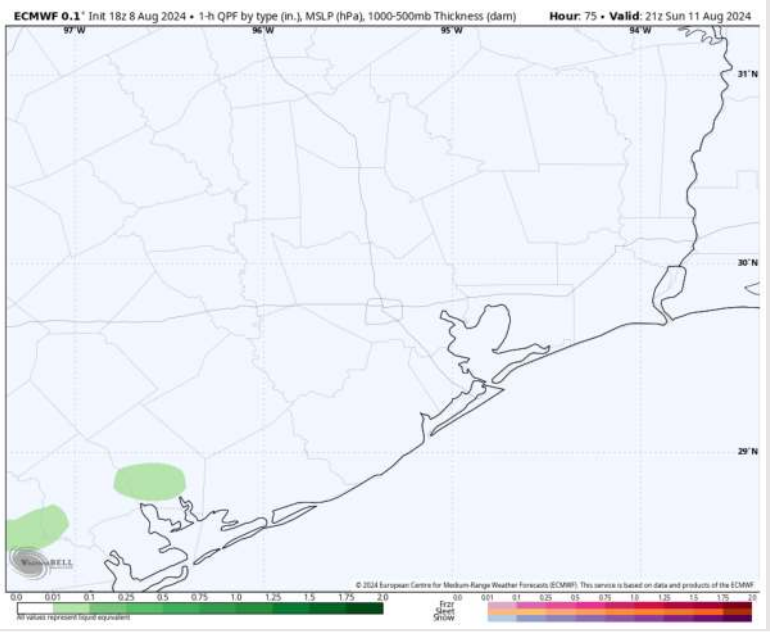 ECMWF 0.1° Init 18z 8 Aug 2024 • 1-h QPF by type (in.), MSLP (hPa), 1000-500mb Thickness (dam) Hour: 75 • Valid: 21z Sun 11 Aug 2024
97°W 96°W 95°W 94°W
31°N
30°N
29°N
WeatherBELL
© 2024 European Centre for Medium-Range Weather Forecasts (ECMWF). This service is based on data and products of the ECMWF
0.0 0.01 0.1 0.25 0.5 0.75 1.0 1.25 1.5 1.75 2.0
All values represent liquid equivalent
0.0 0.01 0.1 0.25 0.5 0.75 1.0 1.25 1.5 1.75 2.0
Frzr
Sleet
Snow